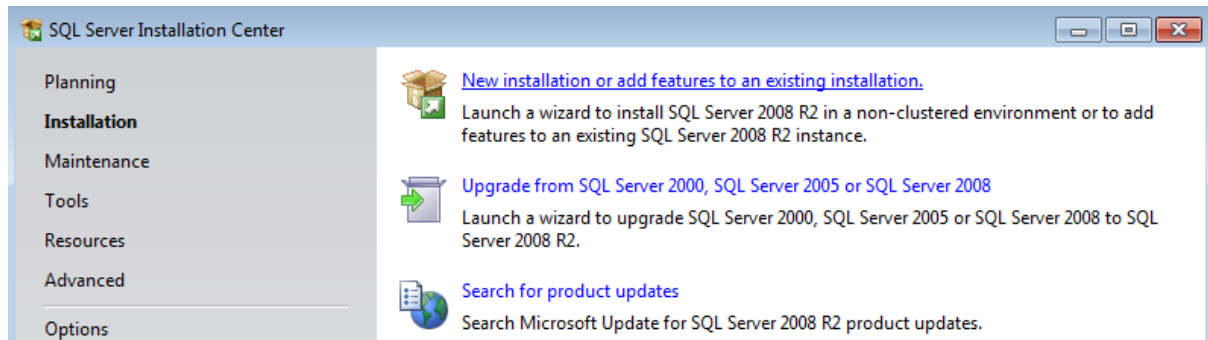 SQL Server Installation Center
Planning
Installation
Maintenance
Tools
Resources
Advanced
Options
New installation or add features to an existing installation.
Launch a wizard to install SQL Server 2008 R2 in a non-clustered environment or to add
features to an existing SQL Server 2008 R2 instance.
Upgrade from SQL Server 2000, SQL Server 2005 or SQL Server 2008
Launch a wizard to upgrade SQL Server 2000, SQL Server 2005 or SQL Server 2008 to SQL
Server 2008 R2.
Search for product updates
Search Microsoft Update for SQL Server 2008 R2 product updates.